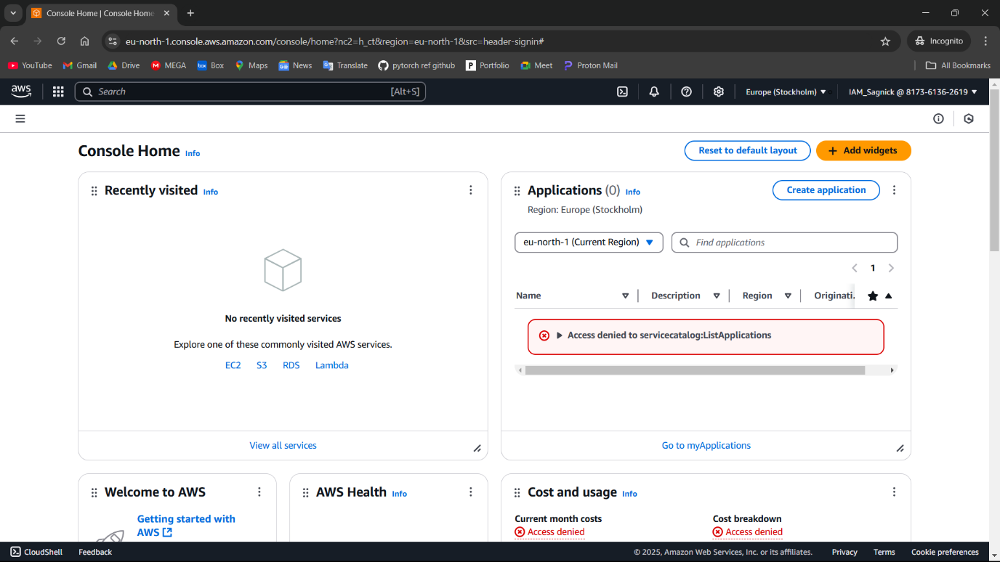 Console Home | Console Home
eu-north-1.console.aws.amazon.com/console/home?nc2=h_ct&region=eu-north-1&src=header-signin#
Incognito
YouTube
Gmail
Drive
MEGA
box
Box
Maps
News
Translate
pytorch ref github
P
Portfolio
Meet
Proton Mail
All Bookmarks
aws
Search
[Alt+S]
Europe (Stockholm)
IAM_Sagnick @ 8173-6136-2619
Console Home Info
Reset to default layout
+ Add widgets
Recently visited Info
No recently visited services
Explore one of these commonly visited AWS services.
EC2 S3 RDS Lambda
View all services
Applications (0) Info
Create application
Region: Europe (Stockholm)
eu-north-1 (Current Region)
Find applications
1
Name
Description
Region
Originati.
Access denied to servicecatalog:ListApplications
Go to myApplications
Welcome to AWS
Getting started with
AWS
AWS Health Info
Cost and usage Info
Current month costs
Access denied
Cost breakdown
Access denied
CloudShell
Feedback
© 2025, Amazon Web Services, Inc. or its affiliates.
Privacy
Terms
Cookie preferences